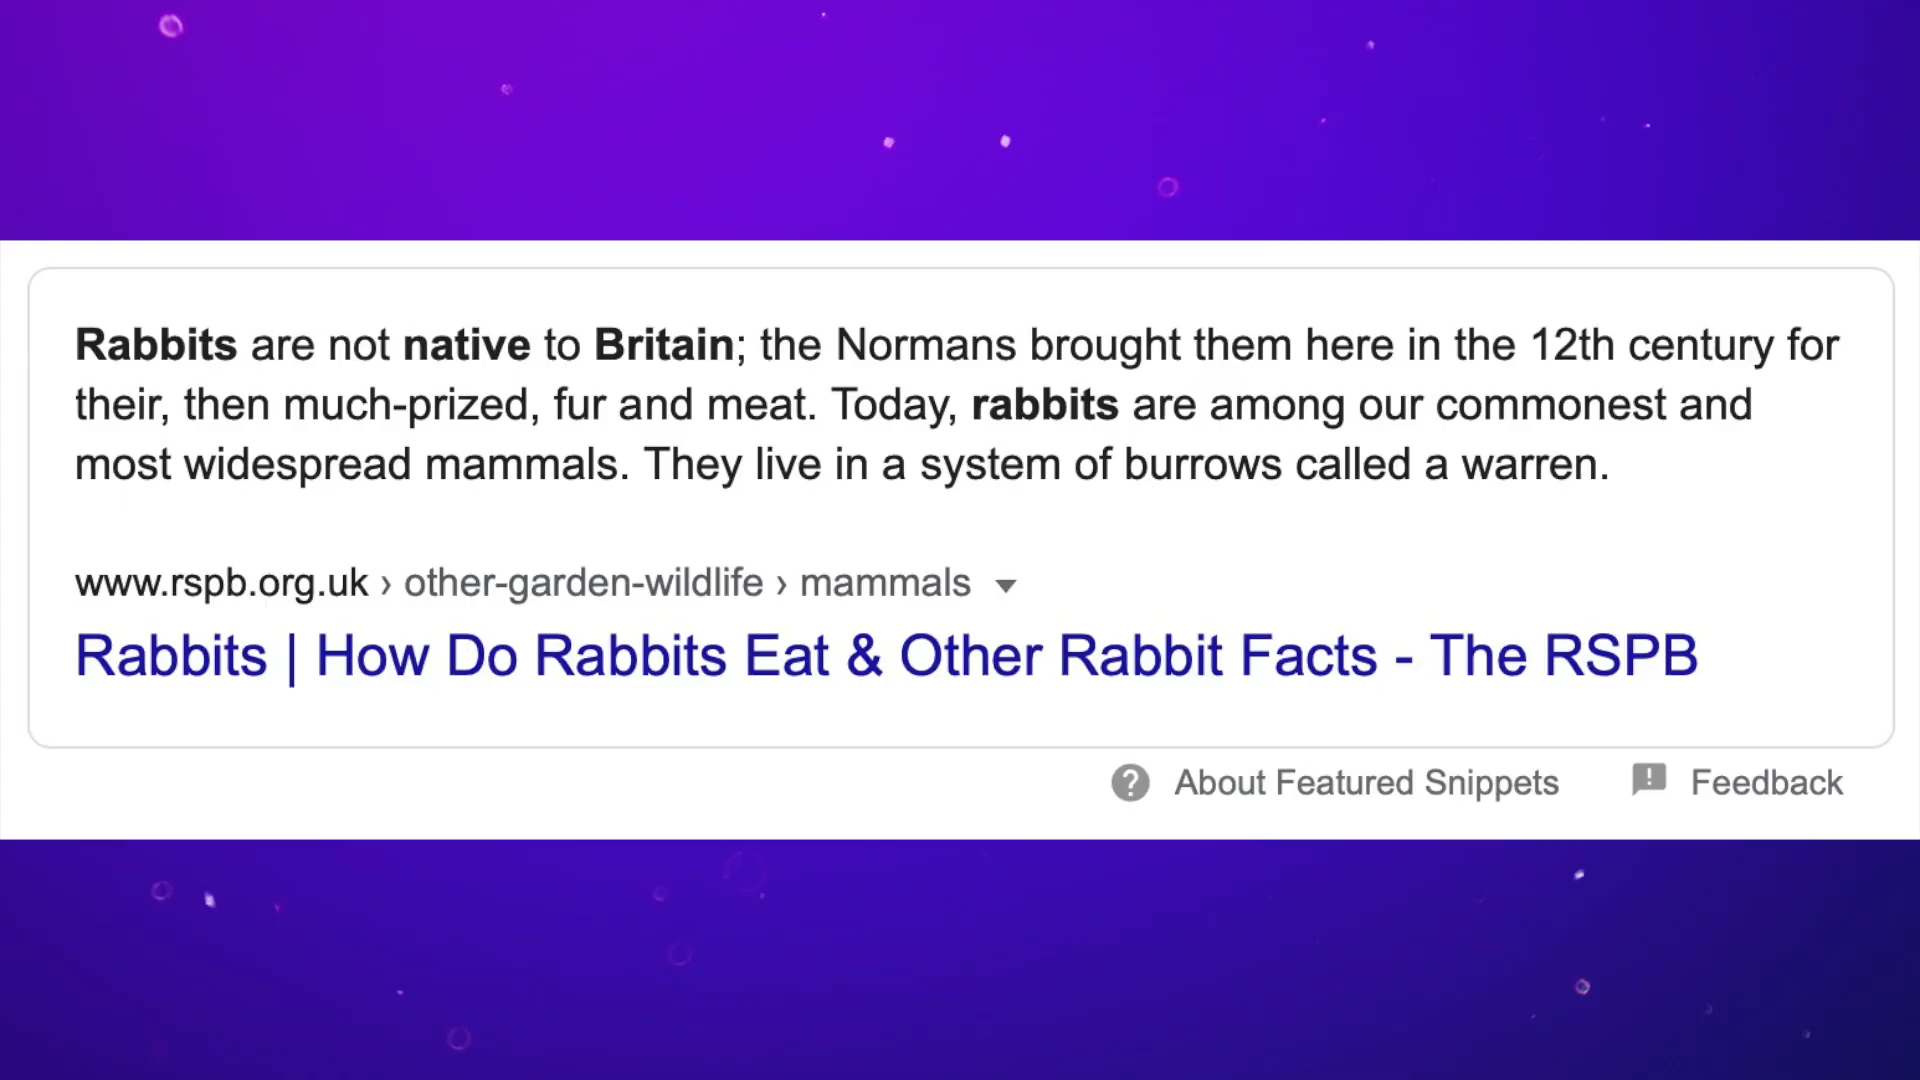 Rabbits are not native to Britain; the Normans brought them here in the 12th century for
their, then much-prized, fur and meat. Today, rabbits are among our commonest and
most widespread mammals. They live in a system of burrows called a warren.
www.rspb.org.uk › other-garden-wildlife › mammals
Rabbits | How Do Rabbits Eat & Other Rabbit Facts - The RSPB
About Featured Snippets Feedback